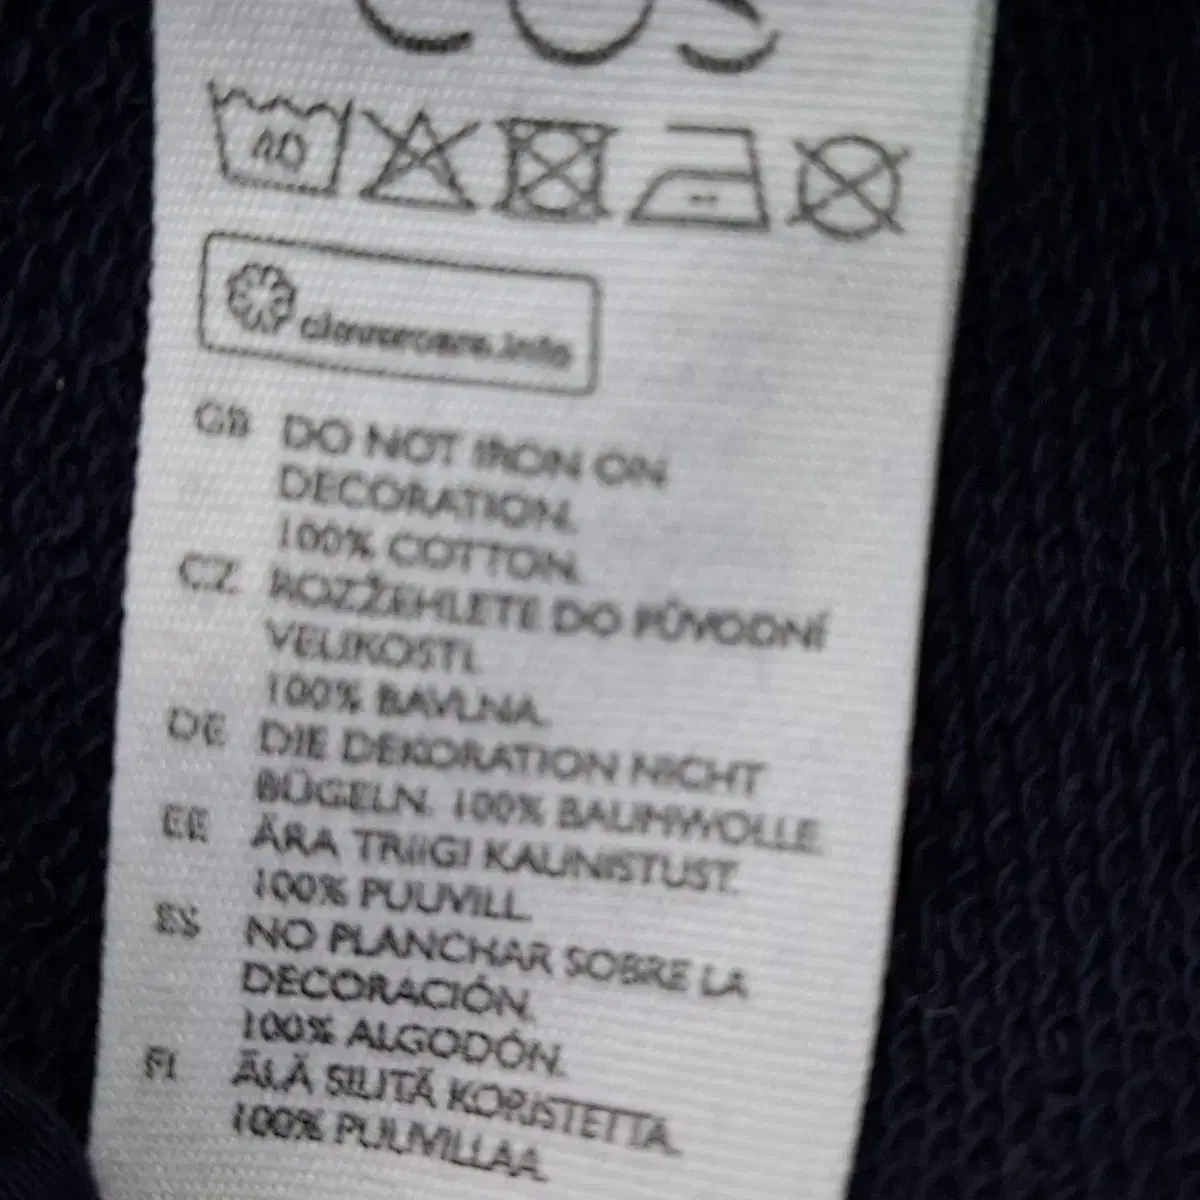 COS
40
clevercare.info
GB DO NOT IRON ON
DECORATION.
100% COTTON.
CZ ROZŽEHLETE DO PŮVODNÍ
VELIKOSTI.
100% BAVLNA.
DE DIE DEKORATION NICHT
BÜGELN. 100% BAUMWOLLE.
EE ÄRA TRIIGI KAUNISTUST.
100% PUUVILL.
ES NO PLANCHAR SOBRE LA
DECORACIÓN.
100% ALGODÓN.
FI ÄLÄ SILITÄ KORISTETTA.
100% PUUVILLAA.